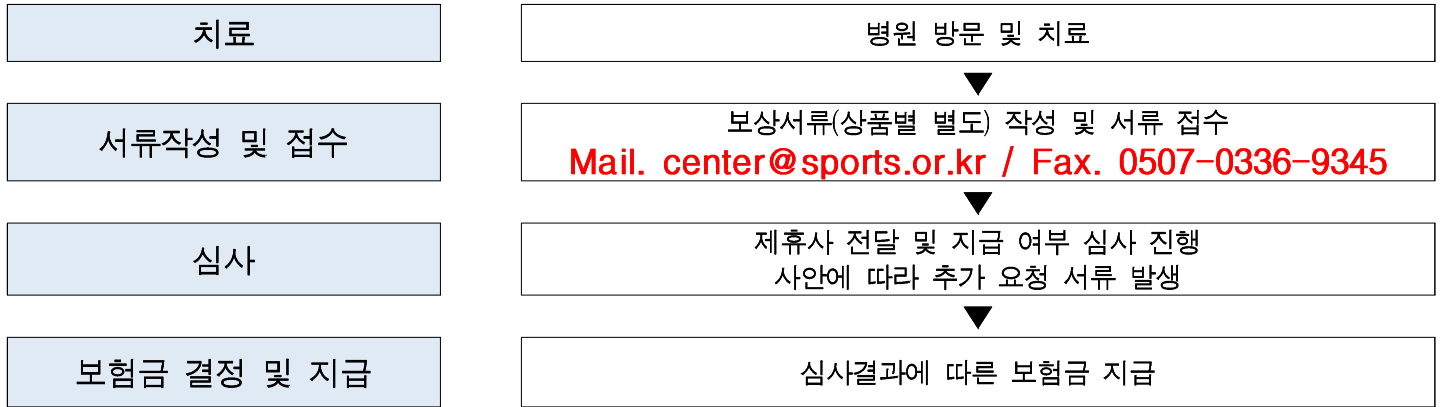 치료
병원 방문 및 치료
서류작성 및 접수
보상서류(상품별 별도) 작성 및 서류 접수
Mail. center@sports.or.kr / Fax. 0507-0336-9345
심사
제휴사 전달 및 지급 여부 심사 진행
사안에 따라 추가 요청 서류 발생
보험금 결정 및 지급
심사결과에 따른 보험금 지급